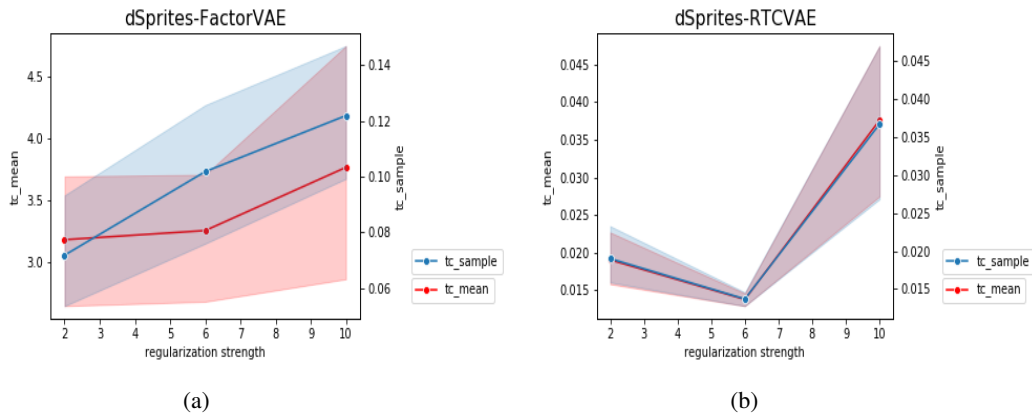 dSprites-FactorVAE
tc_mean
4.5
4.0
3.5
3.0
0.14
0.12
0.10
0.08
0.06
tc_sample
2 3 4 5 6 7 8 9 10
regularization strength
tc_sample
tc_mean
(a)
dSprites-RTCVAE
tc_mean
0.045
0.040
0.035
0.030
0.025
0.020
0.015
0.045
0.040
0.035
0.030
0.025
0.020
0.015
tc_sample
2 3 4 5 6 7 8 9 10
regularization strength
tc_sample
tc_mean
(b)